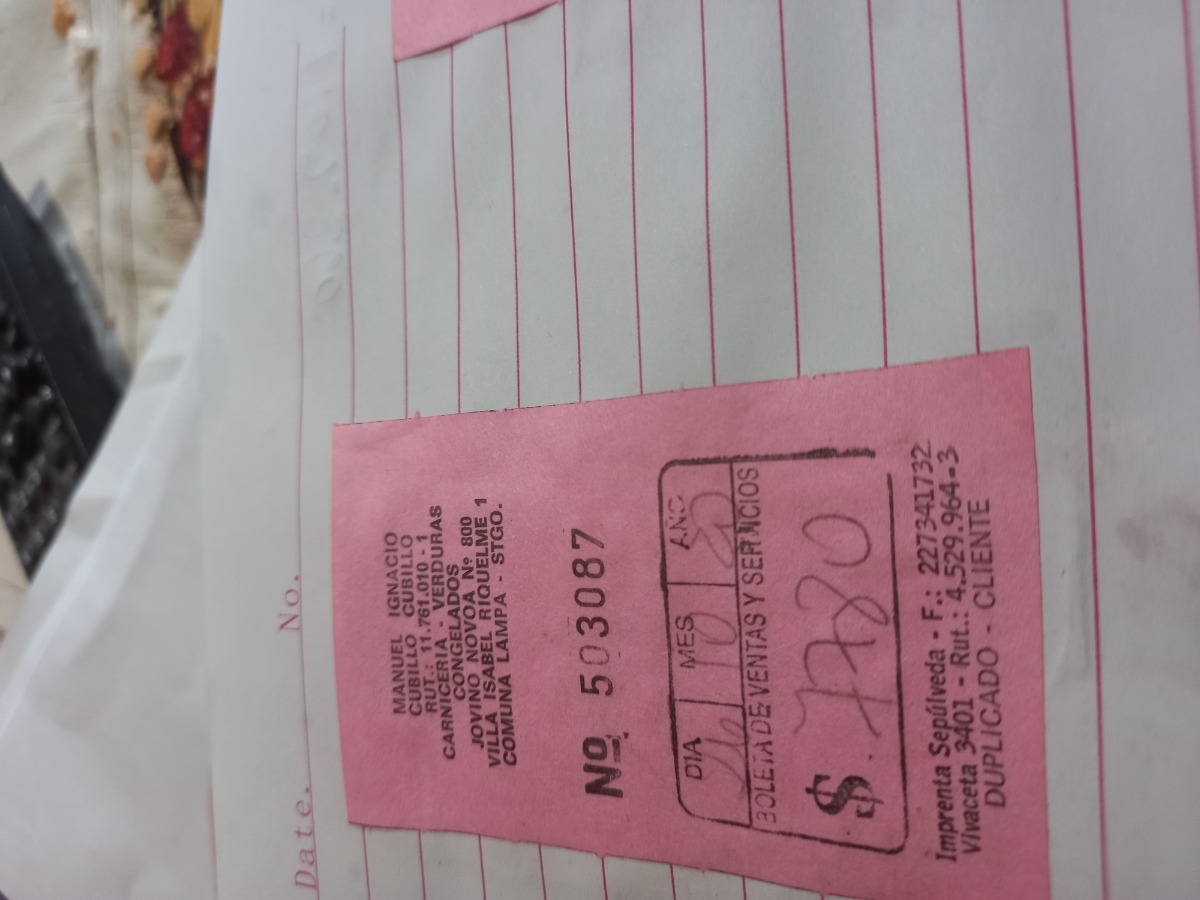 Date.
No.
MANUEL IGNACIO
CUBILLO CUBILLO
RUT.: 11.761.010 - 1
CARNICERIA - VERDURAS
CONGELADOS
JOVINO NOVOA Nº 800
VILLA ISABEL RIQUELME 1
COMUNA LAMPA - STGO.
Nº 503087
DIA MES AÑO
26 10
BOLETA DE VENTAS Y SERVICIOS
$ 7780
Imprenta Sepúlveda - F.: 227341732
Vivaceta 3401 - Rut.: 4.529.964-3
DUPLICADO - CLIENTE